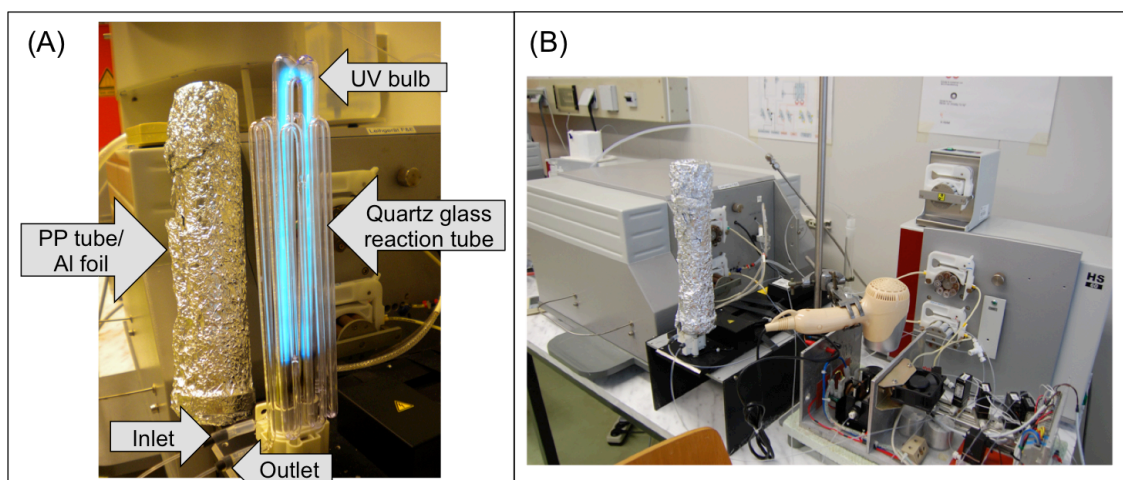 (A)
UV bulb
Quartz glass
reaction tube
PP tube/
Al foil
Inlet
Outlet
(B)
HS